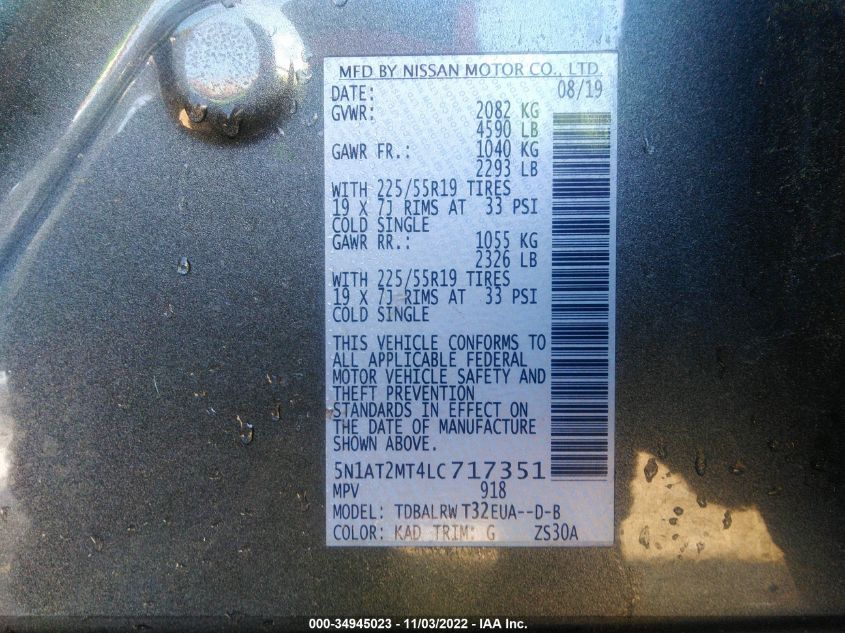 MFD BY NISSAN MOTOR CO., LTD.
DATE: 08/19
GVWR: 2082 KG
4590 LB
GAWR FR.: 1040 KG
2293 LB
WITH 225/55R19 TIRES
19 X 7J RIMS AT 33 PSI
COLD SINGLE
GAWR RR.: 1055 KG
2326 LB
WITH 225/55R19 TIRES
19 X 7J RIMS AT 33 PSI
COLD SINGLE
THIS VEHICLE CONFORMS TO
ALL APPLICABLE FEDERAL
MOTOR VEHICLE SAFETY AND
THEFT PREVENTION
STANDARDS IN EFFECT ON
THE DATE OF MANUFACTURE
SHOWN ABOVE.
5N1AT2MT4LC717351
MPV 918
MODEL: TDBALRW T32EUA--D-B
COLOR: KAD TRIM: G ZS30A
000-34945023 - 11/03/2022 - IAA Inc.